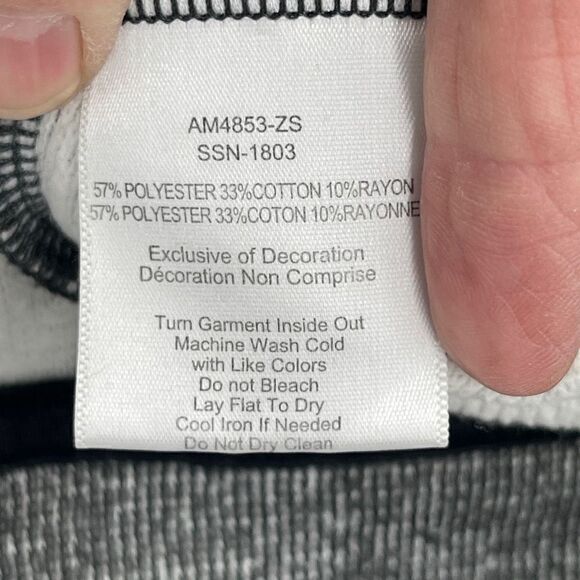 AM4853-ZS
SSN-1803
57% POLYESTER 33%COTTON 10%RAYON
57% POLYESTER 33%COTON 10%RAYONNE
Exclusive of Decoration
Décoration Non Comprise
Turn Garment Inside Out
Machine Wash Cold
with Like Colors
Do not Bleach
Lay Flat To Dry
Cool Iron If Needed
Do Not Dry Clean